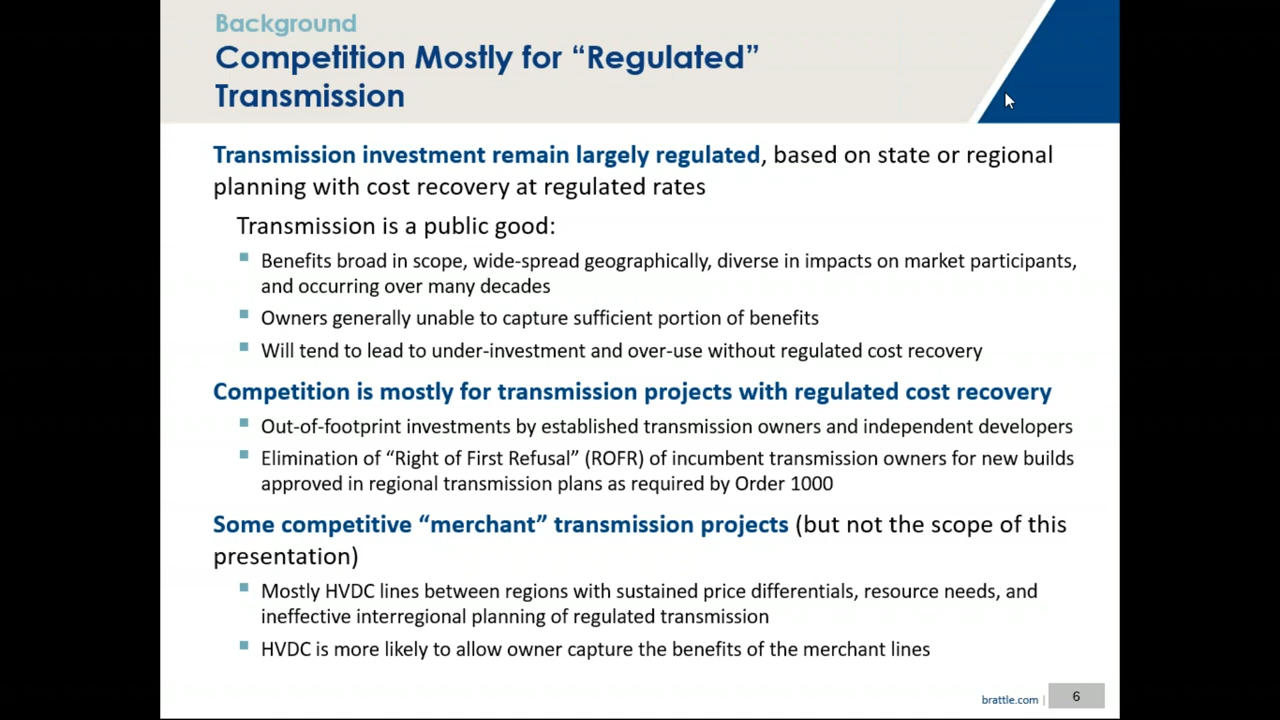 Background
Competition Mostly for “Regulated”
Transmission
Transmission investment remain largely regulated, based on state or regional
planning with cost recovery at regulated rates
Transmission is a public good:
Benefits broad in scope, wide-spread geographically, diverse in impacts on market participants,
and occurring over many decades
Owners generally unable to capture sufficient portion of benefits
Will tend to lead to under-investment and over-use without regulated cost recovery
Competition is mostly for transmission projects with regulated cost recovery
Out-of-footprint investments by established transmission owners and independent developers
Elimination of “Right of First Refusal” (ROFR) of incumbent transmission owners for new builds
approved in regional transmission plans as required by Order 1000
Some competitive “merchant” transmission projects (but not the scope of this
presentation)
Mostly HVDC lines between regions with sustained price differentials, resource needs, and
ineffective interregional planning of regulated transmission
HVDC is more likely to allow owner capture the benefits of the merchant lines
brattle.com | 6